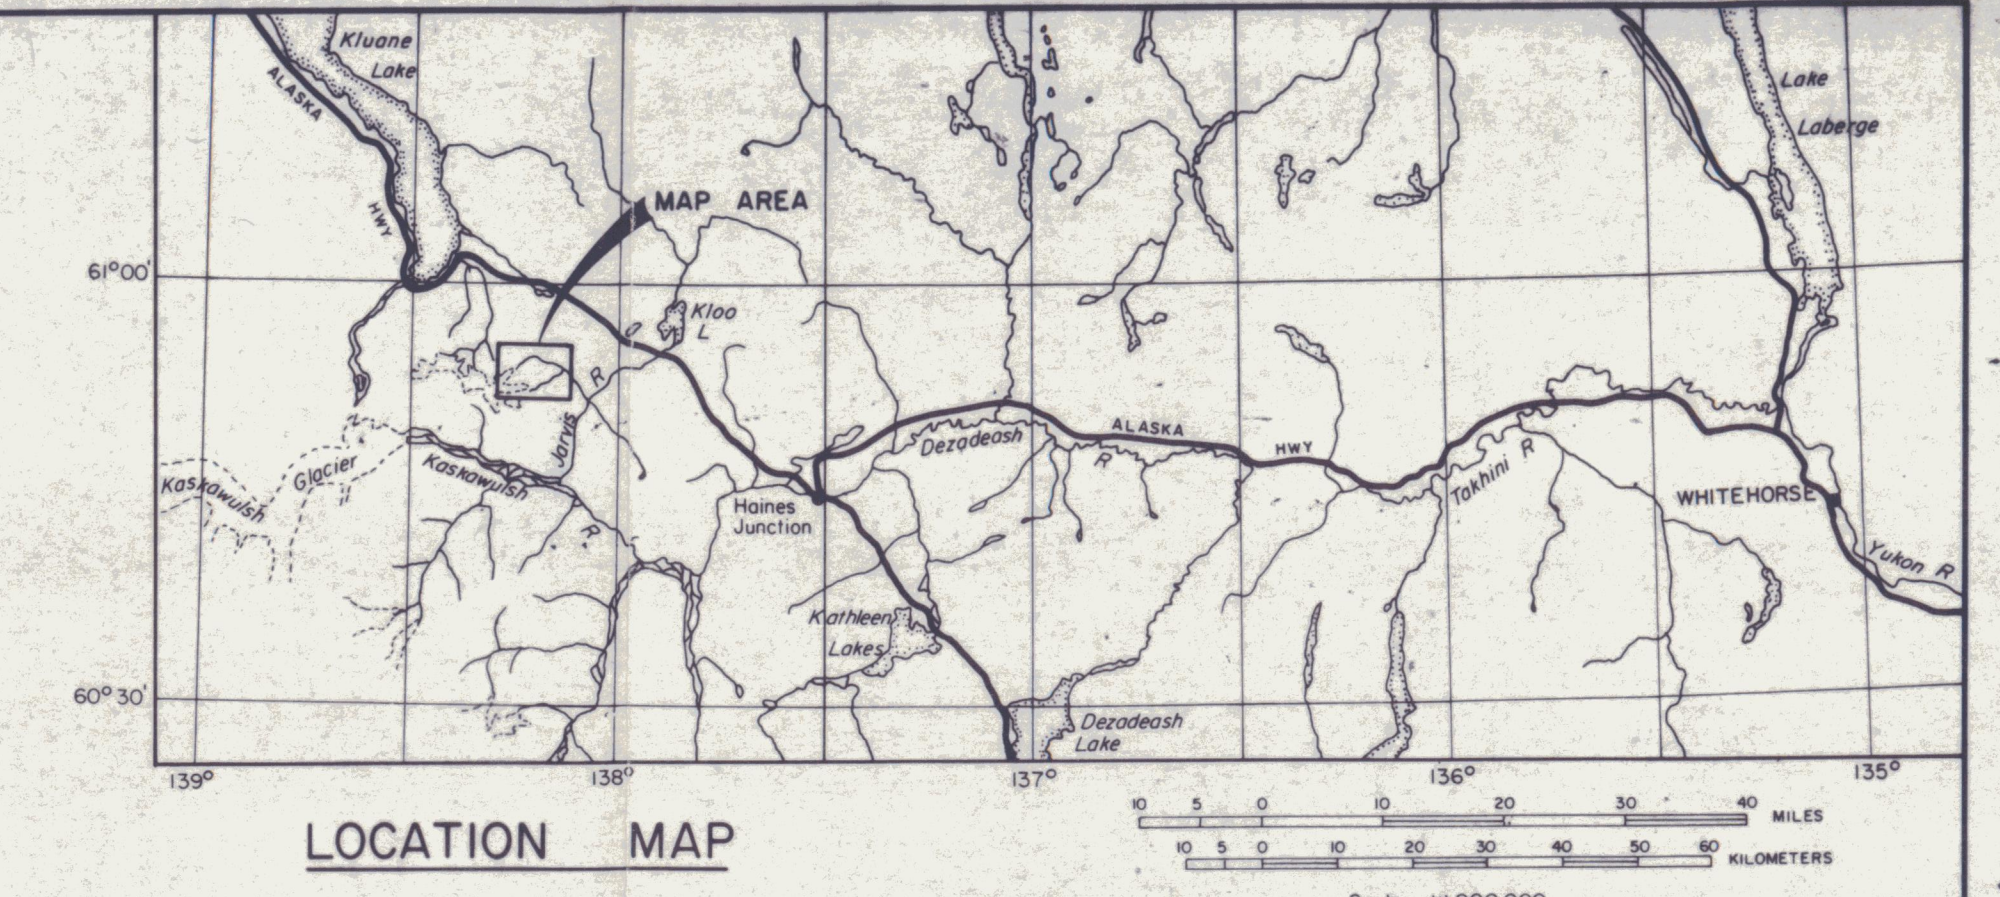 Kluane
Lake
ALASKA
HWY
MAP AREA
Lake
Laberge
61°00'
Kloo
L
R
Jarvis
Dezadeash
R
ALASKA
HWY
Takhini R
Kaskawulsh
Glacier
Kaskawulsh
R.
Haines
Junction
WHITEHORSE
Yukon R
Kathleen
Lakes
60°30'
Dezadeash
Lake
139°
138°
137°
136°
135°
LOCATION MAP
10 5 0 10 20 30 40 MILES
10 5 0 10 20 30 40 50 60 KILOMETERS